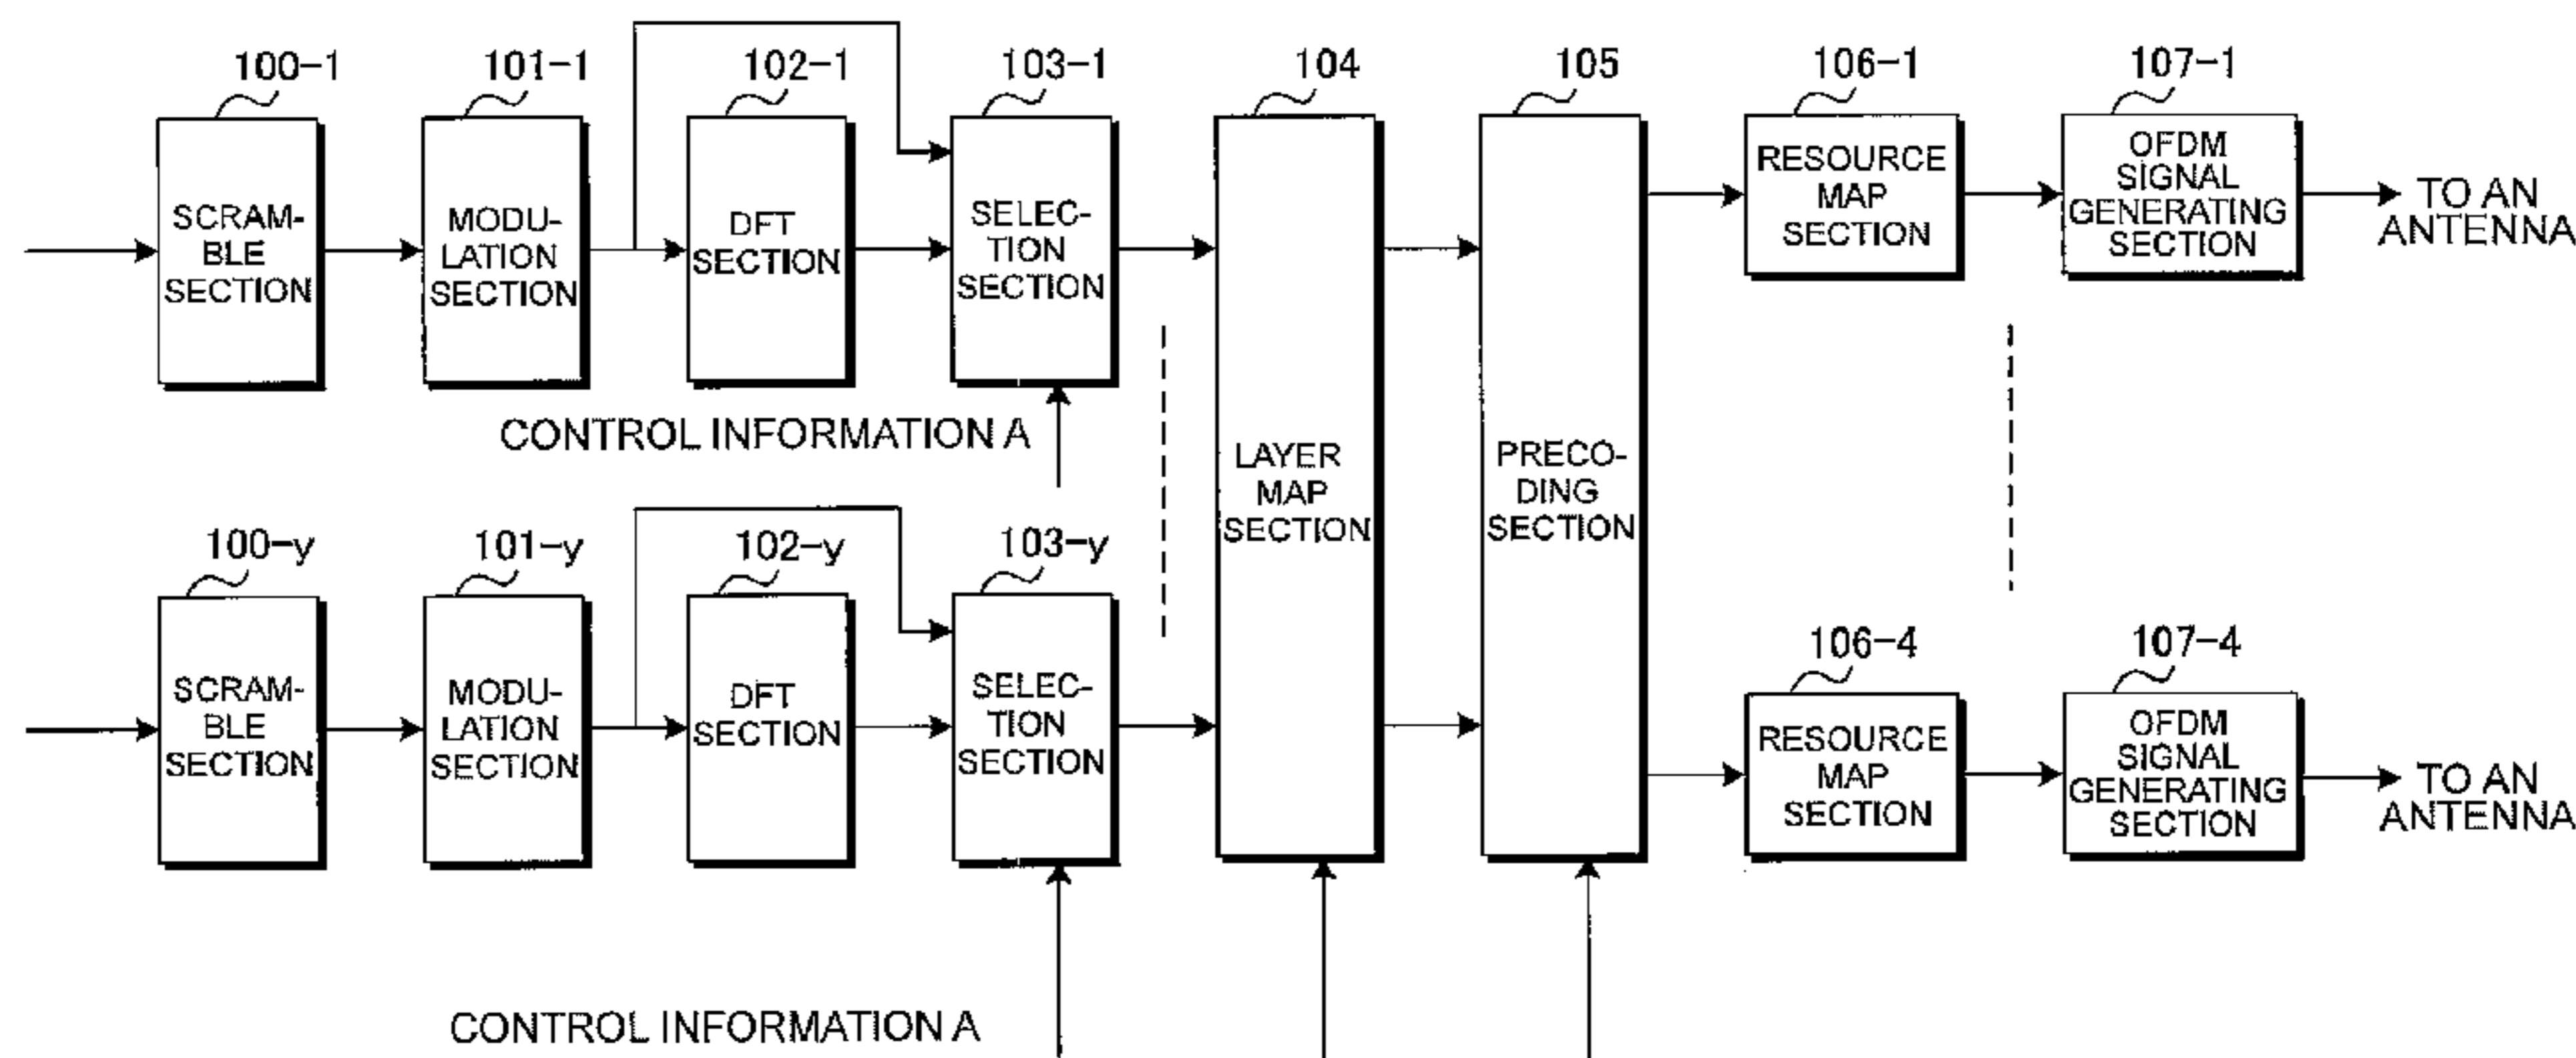 100-1
101-1
102-1
103-1
104
105
106-1
107-1
SCRAM-
BLE
SECTION
MODU-
LATION
SECTION
DFT
SECTION
SELEC-
TION
SECTION
LAYER
MAP
SECTION
PRECO-
DING
SECTION
RESOURCE
MAP
SECTION
OFDM
SIGNAL
GENERATING
SECTION
TO AN
ANTENNA
CONTROL INFORMATION A
100-y
101-y
102-y
103-y
106-4
107-4
SCRAM-
BLE
SECTION
MODU-
LATION
SECTION
DFT
SECTION
SELEC-
TION
SECTION
RESOURCE
MAP
SECTION
OFDM
SIGNAL
GENERATING
SECTION
TO AN
ANTENNA
CONTROL INFORMATION A